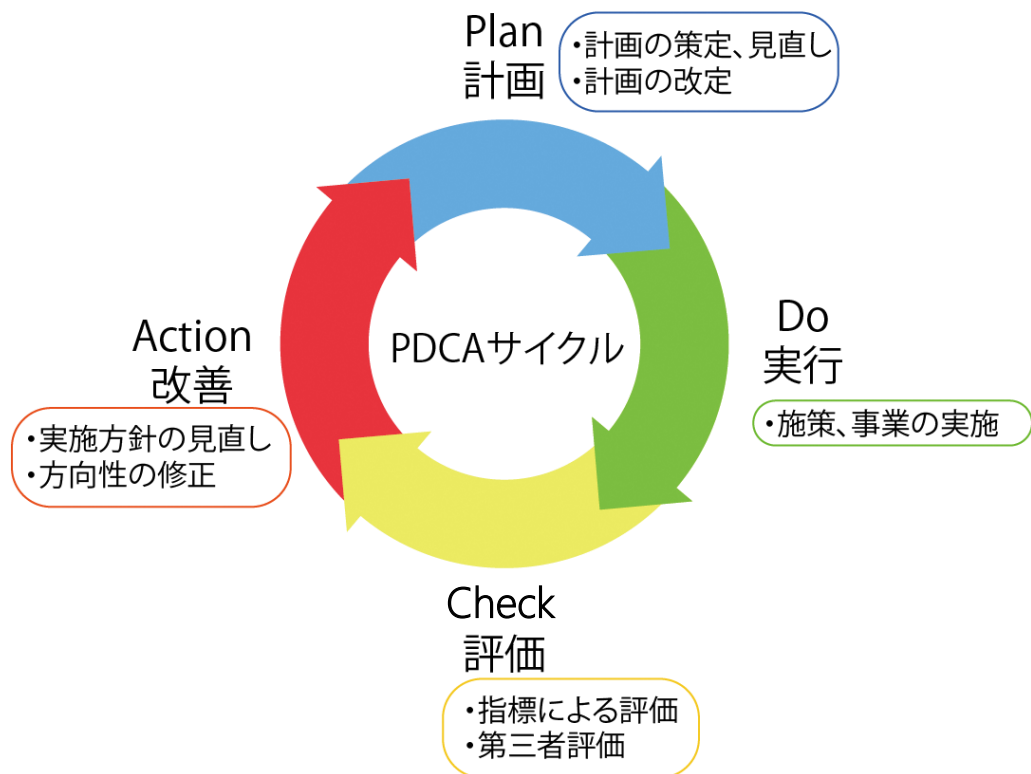 Plan
計画
・計画の策定、見直し
・計画の改定
Do
実行
・施策、事業の実施
PDCAサイクル
Action
改善
・実施方針の見直し
・方向性の修正
Check
評価
・指標による評価
・第三者評価